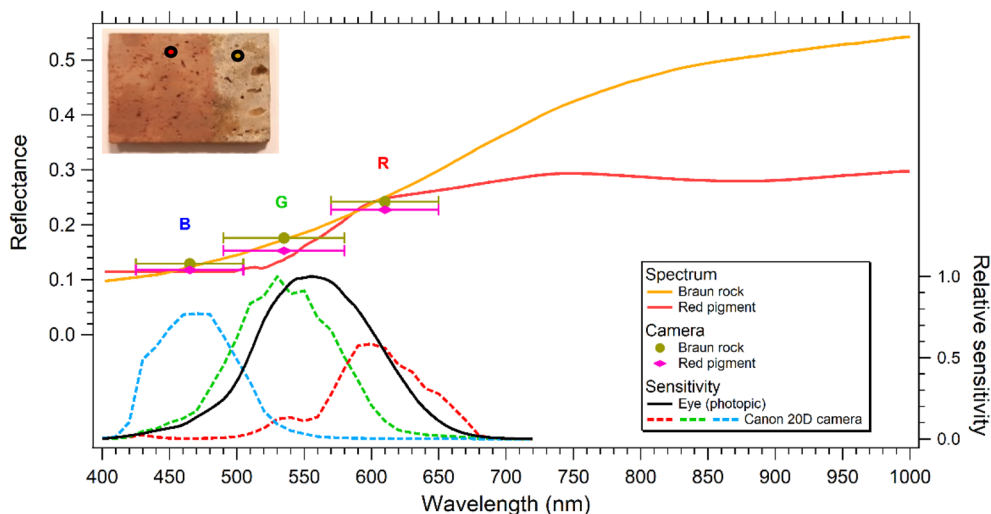 0.5
0.4
0.3
0.2
0.1
0.0
Reflectance
B
G
R
Spectrum
Braun rock
Red pigment
Camera
Braun rock
Red pigment
Sensitivity
Eye (photopic)
Canon 20D camera
1.0
0.5
0.0
Relative sensitivity
400 450 500 550 600 650 700 750 800 850 900 950 1000
Wavelength (nm)